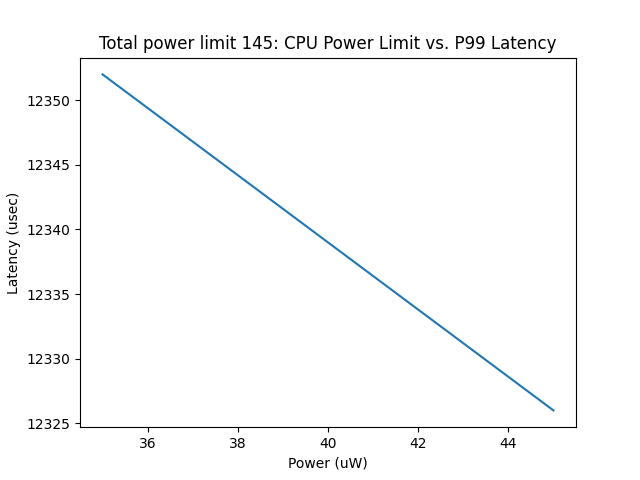 Total power limit 145: CPU Power Limit vs. P99 Latency
12350
12345
12340
12335
12330
12325
Latency (usec)
36 38 40 42 44
Power (uW)